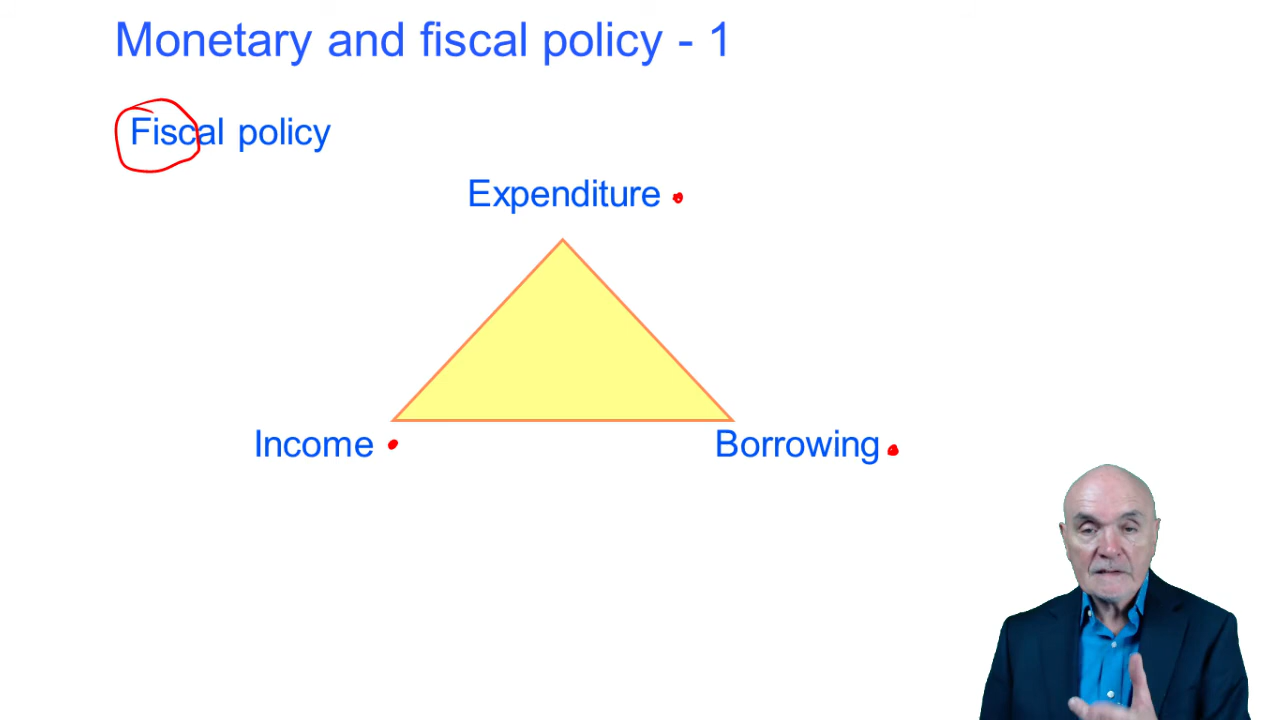 Monetary and fiscal policy - 1
Fiscal policy
Expenditure
Income
Borrowing